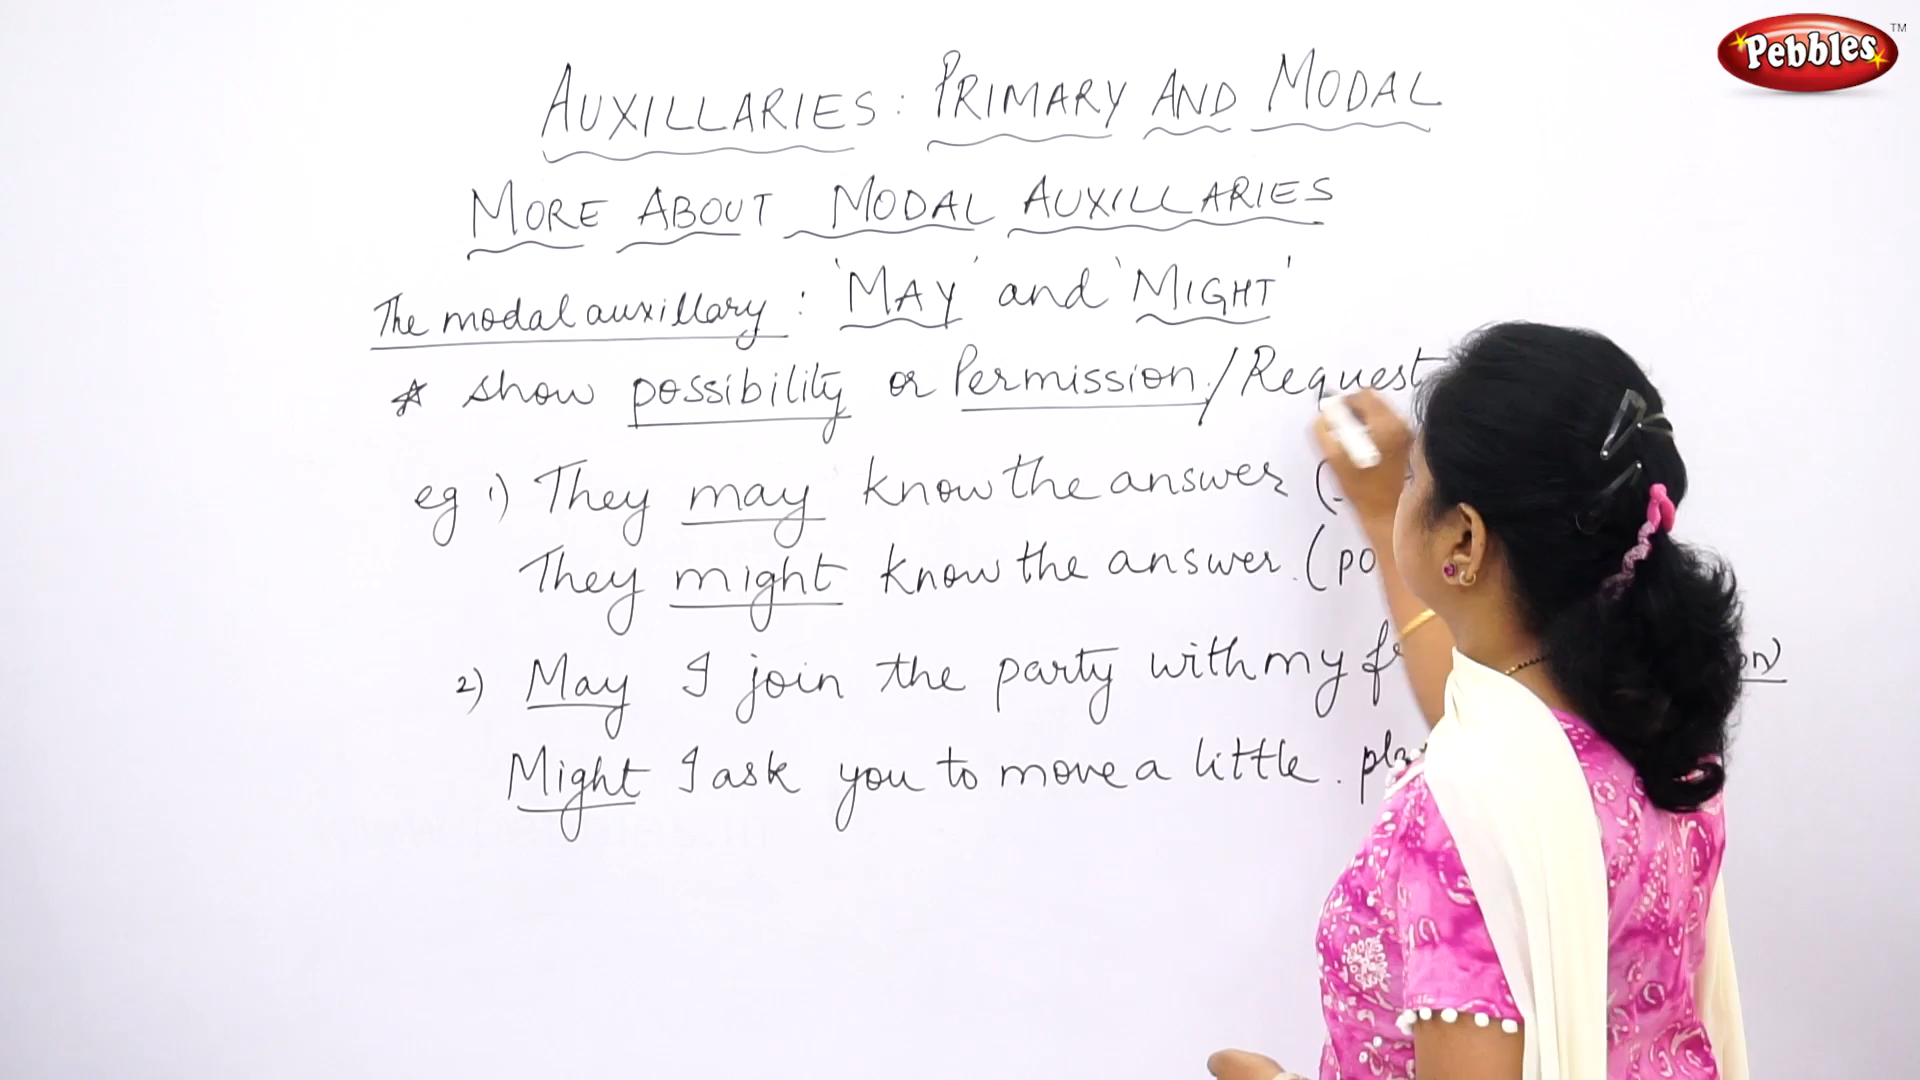 Pebbles TM
AUXILLARIES: PRIMARY AND MODAL
MORE ABOUT MODAL AUXILLARIES
The modal auxillary: 'MAY' and 'MIGHT'
* show possibility or Permission./Request
eg 1) They may know the answer (
They might know the answer. (po
2) May I join the party with my
Might I ask you to move a little.